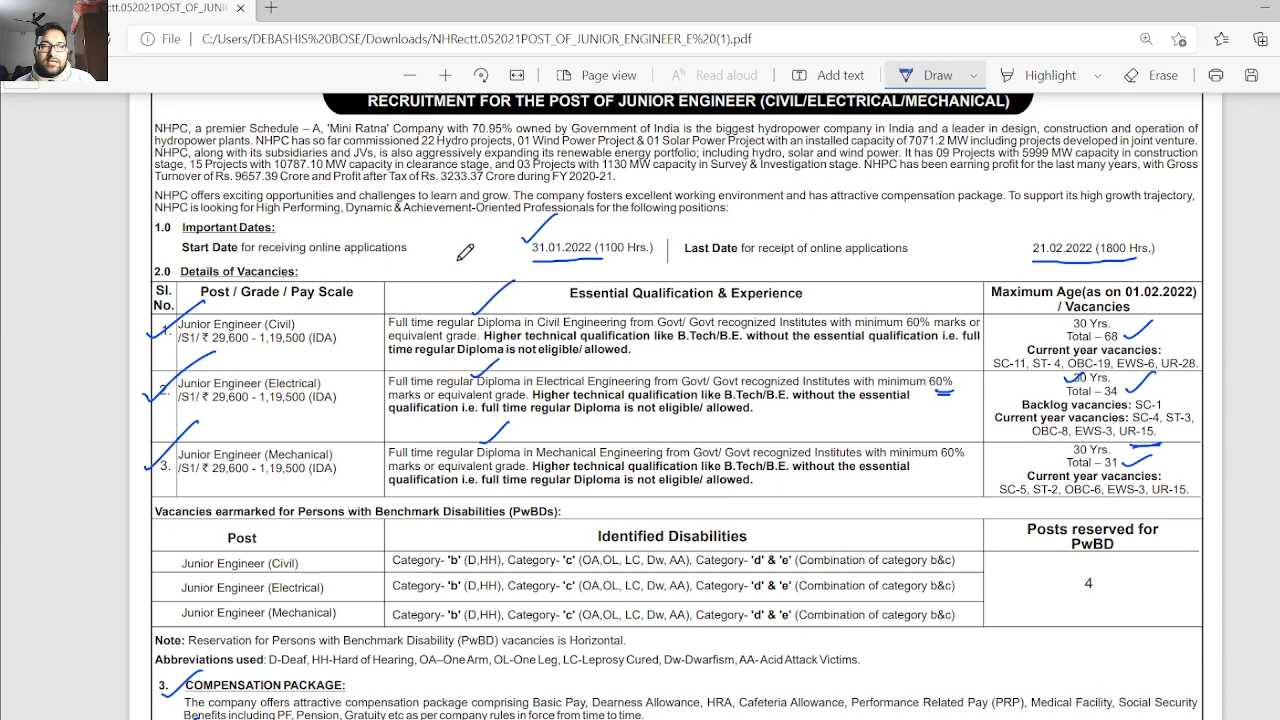 ctt.052021POST_OF_JUNI
File C:/Users/DEBASHIS%20BOSE/Downloads/NHRectt.052021POST_OF_JUNIOR_ENGINEER_E%20(1).pdf
Page view Read aloud Add text Draw Highlight Erase
RECRUITMENT FOR THE POST OF JUNIOR ENGINEER (CIVIL/ELECTRICAL/MECHANICAL)
NHPC, a premier Schedule – A, 'Mini Ratna' Company with 70.95% owned by Government of India is the biggest hydropower company in India and a leader in design, construction and operation of
hydropower plants. NHPC has so far commissioned 22 Hydro projects, 01 Wind Power Project & 01 Solar Power Project with an installed capacity of 7071.2 MW including projects developed in joint venture.
NHPC, along with its subsidiaries and JVs, is also aggressively expanding its renewable energy portfolio; including hydro, solar and wind power. It has 09 Projects with 5999 MW capacity in construction
stage, 15 Projects with 10787.10 MW capacity in clearance stage, and 03 Projects with 1130 MW capacity in Survey & Investigation stage. NHPC has been earning profit for the last many years, with Gross
Turnover of Rs. 9657.39 Crore and Profit after Tax of Rs. 3233.37 Crore during FY 2020-21.
NHPC offers exciting opportunities and challenges to learn and grow. The company fosters excellent working environment and has attractive compensation package. To support its high growth trajectory,
NHPC is looking for High Performing, Dynamic & Achievement-Oriented Professionals for the following positions:
1.0 Important Dates:
Start Date for receiving online applications 31.01.2022 (1100 Hrs.) Last Date for receipt of online applications 21.02.2022 (1800 Hrs.)
2.0 Details of Vacancies:
Sl. No. Post / Grade / Pay Scale Essential Qualification & Experience Maximum Age(as on 01.02.2022) / Vacancies
1. Junior Engineer (Civil)
/S1/ ₹ 29,600 - 1,19,500 (IDA)
Full time regular Diploma in Civil Engineering from Govt/ Govt recognized Institutes with minimum 60% marks or
equivalent grade. Higher technical qualification like B.Tech/B.E. without the essential qualification i.e. full
time regular Diploma is not eligible/ allowed.
30 Yrs.
Total – 68
Current year vacancies:
SC-11, ST- 4, OBC-19, EWS-6, UR-28.
2. Junior Engineer (Electrical)
/S1/ ₹ 29,600 - 1,19,500 (IDA)
Full time regular Diploma in Electrical Engineering from Govt/ Govt recognized Institutes with minimum 60%
marks or equivalent grade. Higher technical qualification like B.Tech/B.E. without the essential
qualification i.e. full time regular Diploma is not eligible/ allowed.
30 Yrs.
Total – 34
Backlog vacancies: SC-1
Current year vacancies: SC-4, ST-3,
OBC-8, EWS-3, UR-15.
3. Junior Engineer (Mechanical)
/S1/ ₹ 29,600 - 1,19,500 (IDA)
Full time regular Diploma in Mechanical Engineering from Govt/ Govt recognized Institutes with minimum 60%
marks or equivalent grade. Higher technical qualification like B.Tech/B.E. without the essential
qualification i.e. full time regular Diploma is not eligible/ allowed.
30 Yrs.
Total – 31
Current year vacancies:
SC-5, ST-2, OBC-6, EWS-3, UR-15.
Vacancies earmarked for Persons with Benchmark Disabilities (PwBDs):
Post Identified Disabilities Posts reserved for PwBD
Junior Engineer (Civil) Category- 'b' (D,HH), Category- 'c' (OA,OL, LC, Dw, AA), Category- 'd' & 'e' (Combination of category b&c)
Junior Engineer (Electrical) Category- 'b' (D,HH), Category- 'c' (OA,OL, LC, Dw, AA), Category- 'd' & 'e' (Combination of category b&c) 4
Junior Engineer (Mechanical) Category- 'b' (D,HH), Category- 'c' (OA,OL, LC, Dw, AA), Category- 'd' & 'e' (Combination of category b&c)
Note: Reservation for Persons with Benchmark Disability (PwBD) vacancies is Horizontal.
Abbreviations used: D-Deaf, HH-Hard of Hearing, OA–One Arm, OL-One Leg, LC-Leprosy Cured, Dw-Dwarfism, AA- Acid Attack Victims.
3. COMPENSATION PACKAGE:
The company offers attractive compensation package comprising Basic Pay, Dearness Allowance, HRA, Cafeteria Allowance, Performance Related Pay (PRP), Medical Facility, Social Security
Benefits including PF, Pension, Gratuity etc as per company rules in force from time to time.